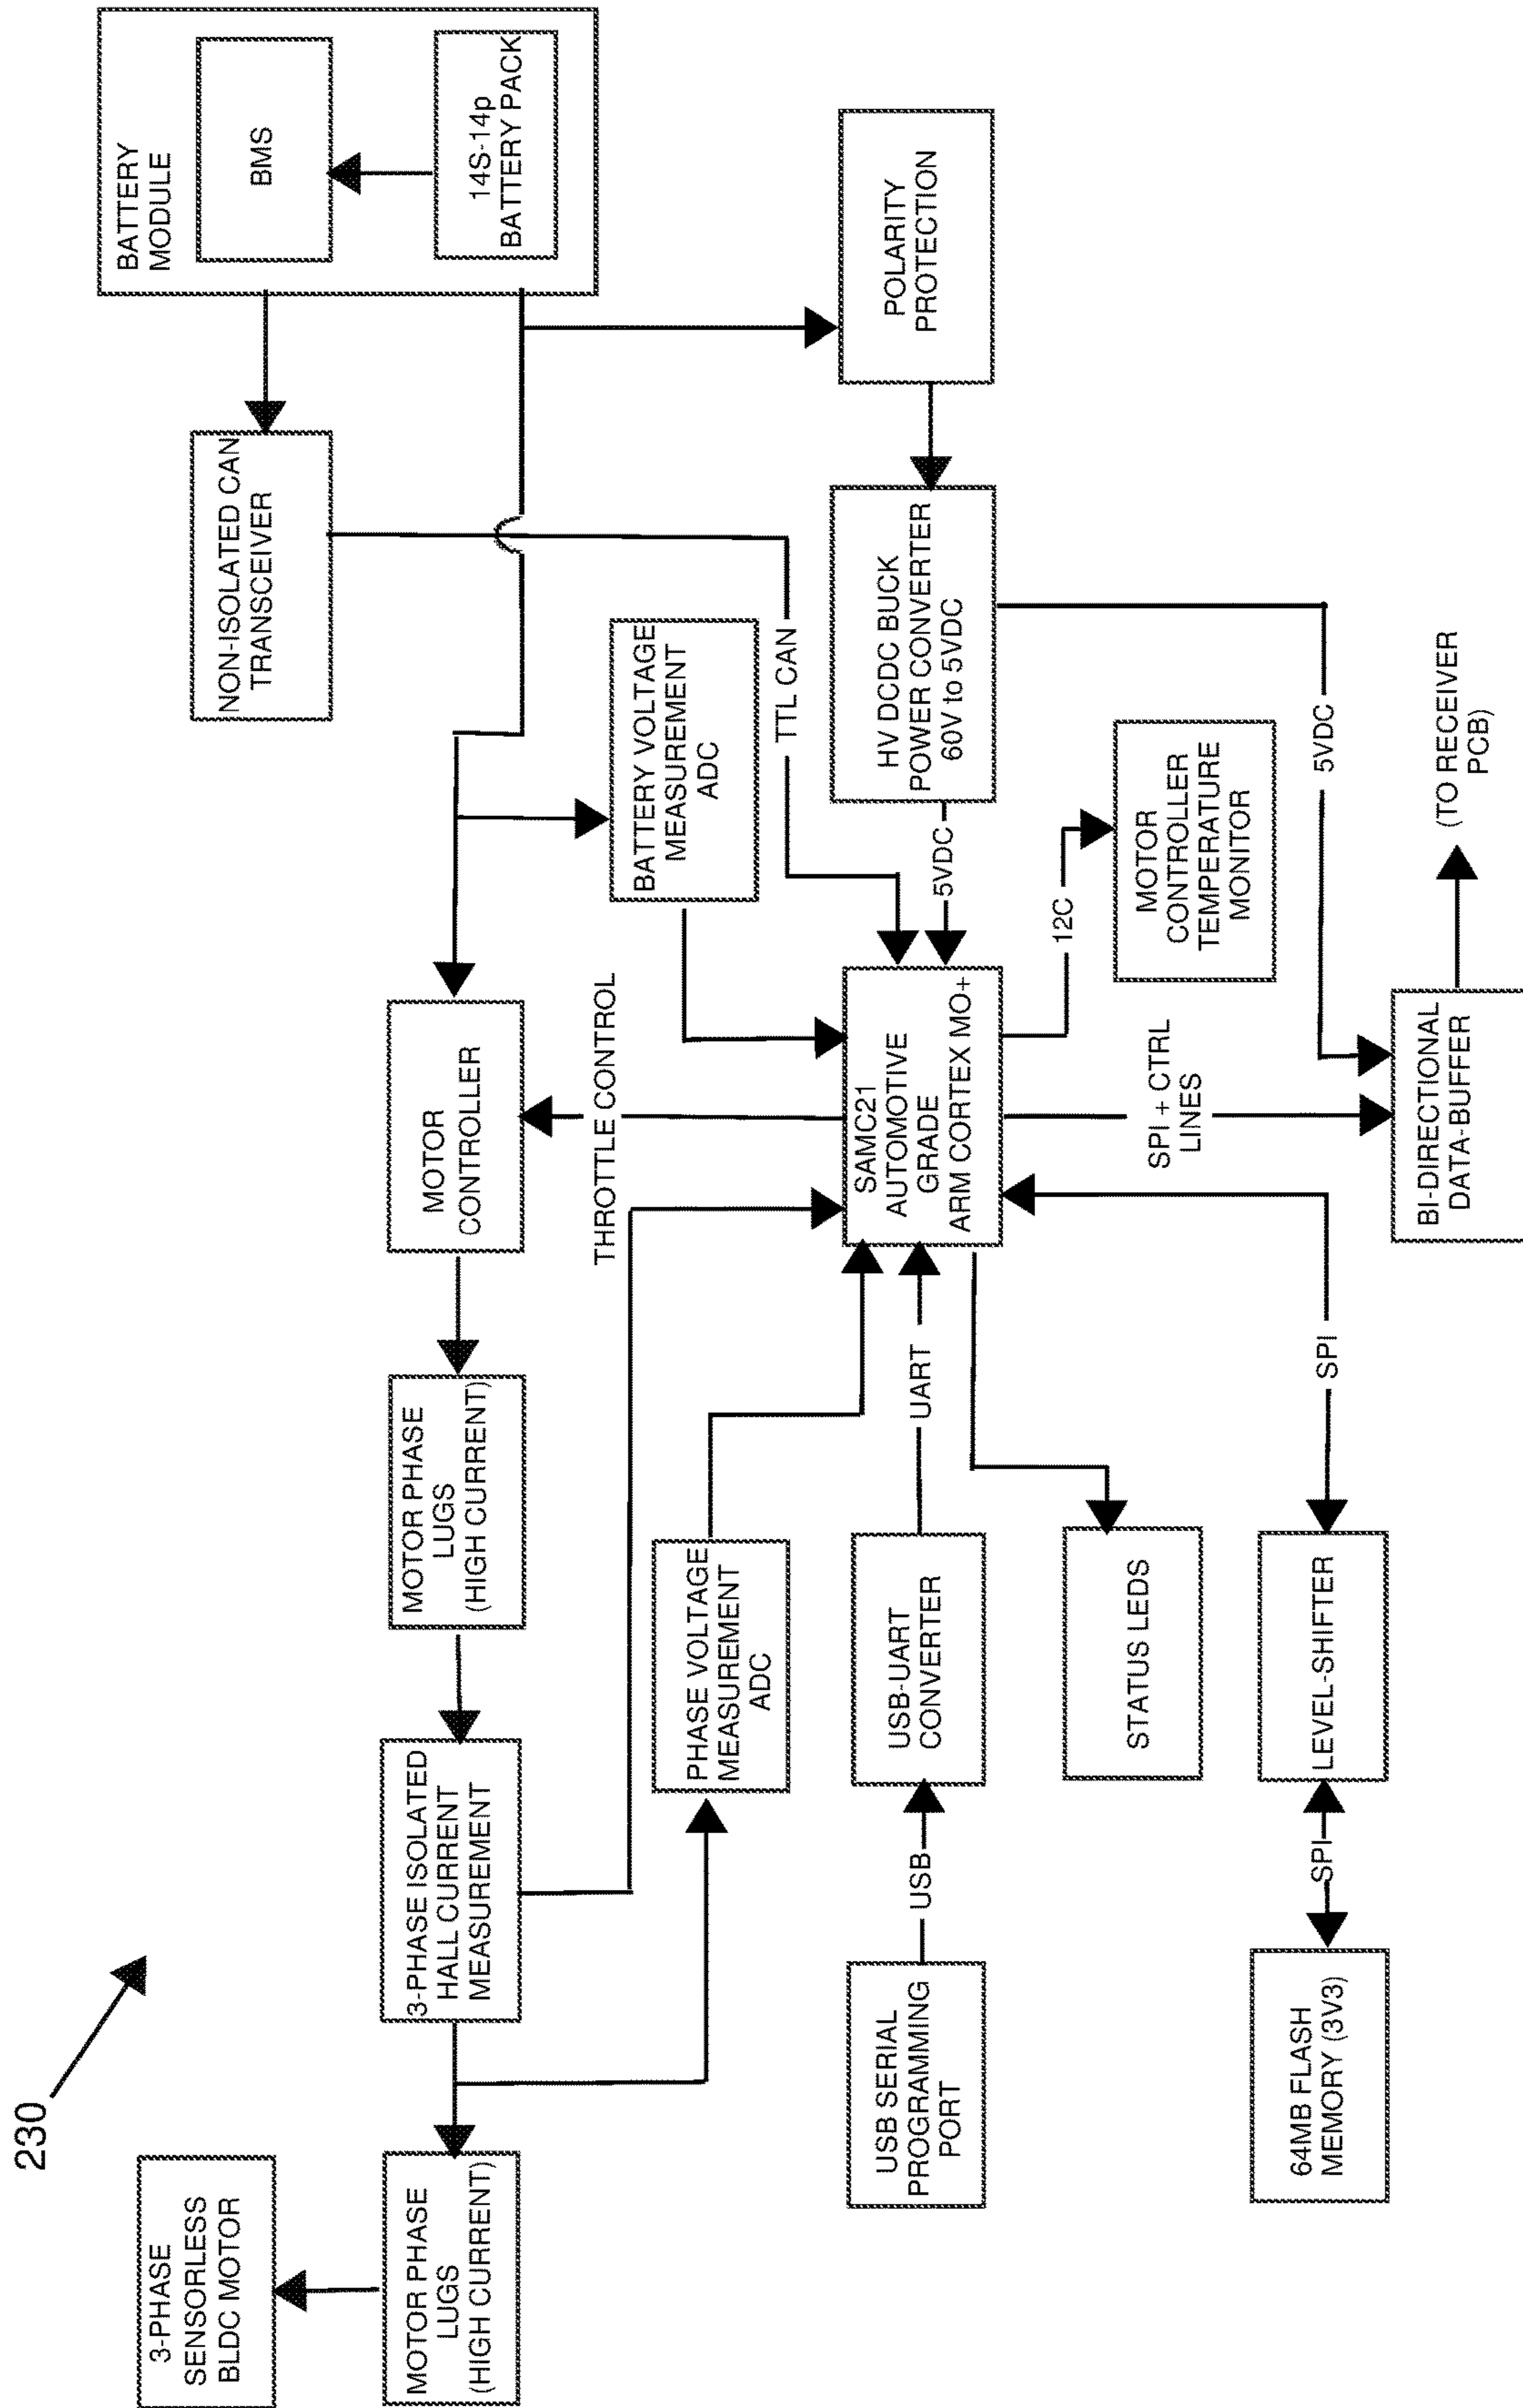 230
3-PHASE
SENSORLESS
BLDC MOTOR
MOTOR PHASE
LUGS
(HIGH CURRENT)
3-PHASE ISOLATED
HALL CURRENT
MEASUREMENT
MOTOR PHASE
LUGS
(HIGH CURRENT)
MOTOR
CONTROLLER
NON-ISOLATED CAN
TRANSCEIVER
BATTERY
MODULE
BMS
14S-14p
BATTERY PACK
THROTTLE CONTROL
PHASE VOLTAGE
MEASUREMENT
ADC
BATTERY VOLTAGE
MEASUREMENT
ADC
TTL CAN
USB SERIAL
PROGRAMMING
PORT
USB
USB-UART
CONVERTER
UART
SAMC21
AUTOMOTIVE
GRADE
ARM CORTEX MO+
5VDC
HV DCDC BUCK
POWER CONVERTER
60V to 5VDC
POLARITY
PROTECTION
STATUS LEDS
12C
MOTOR
CONTROLLER
TEMPERATURE
MONITOR
SPI + CTRL
LINES
64MB FLASH
MEMORY (3V3)
SPI
LEVEL-SHIFTER
SPI
5VDC
BI-DIRECTIONAL
DATA-BUFFER
(TO RECEIVER
PCB)